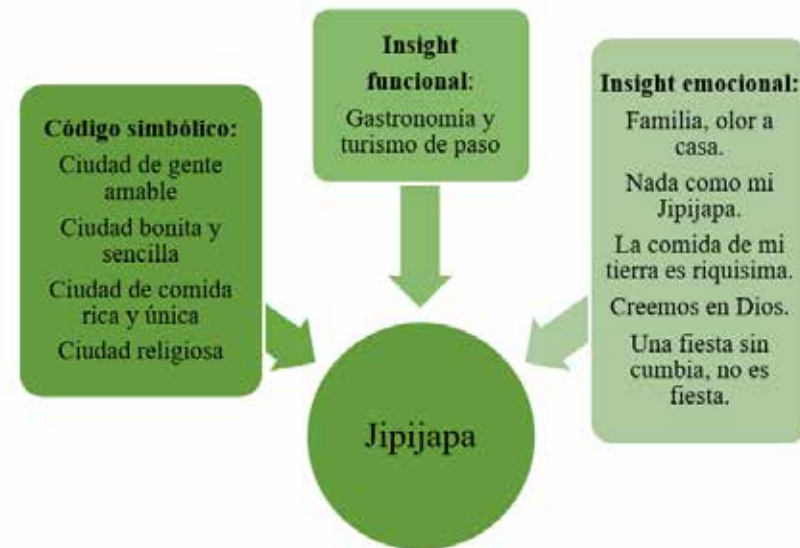 Código simbólico:
Ciudad de gente
amable
Ciudad bonita y
sencilla
Ciudad de comida
rica y única
Ciudad religiosa
Insight
funcional:
Gastronomía y
turismo de paso
Insight emocional:
Familia, olor a
casa.
Nada como mi
Jipijapa.
La comida de mi
tierra es riquisima.
Creemos en Dios.
Una fiesta sin
cumbia, no es
fiesta.
Jipijapa